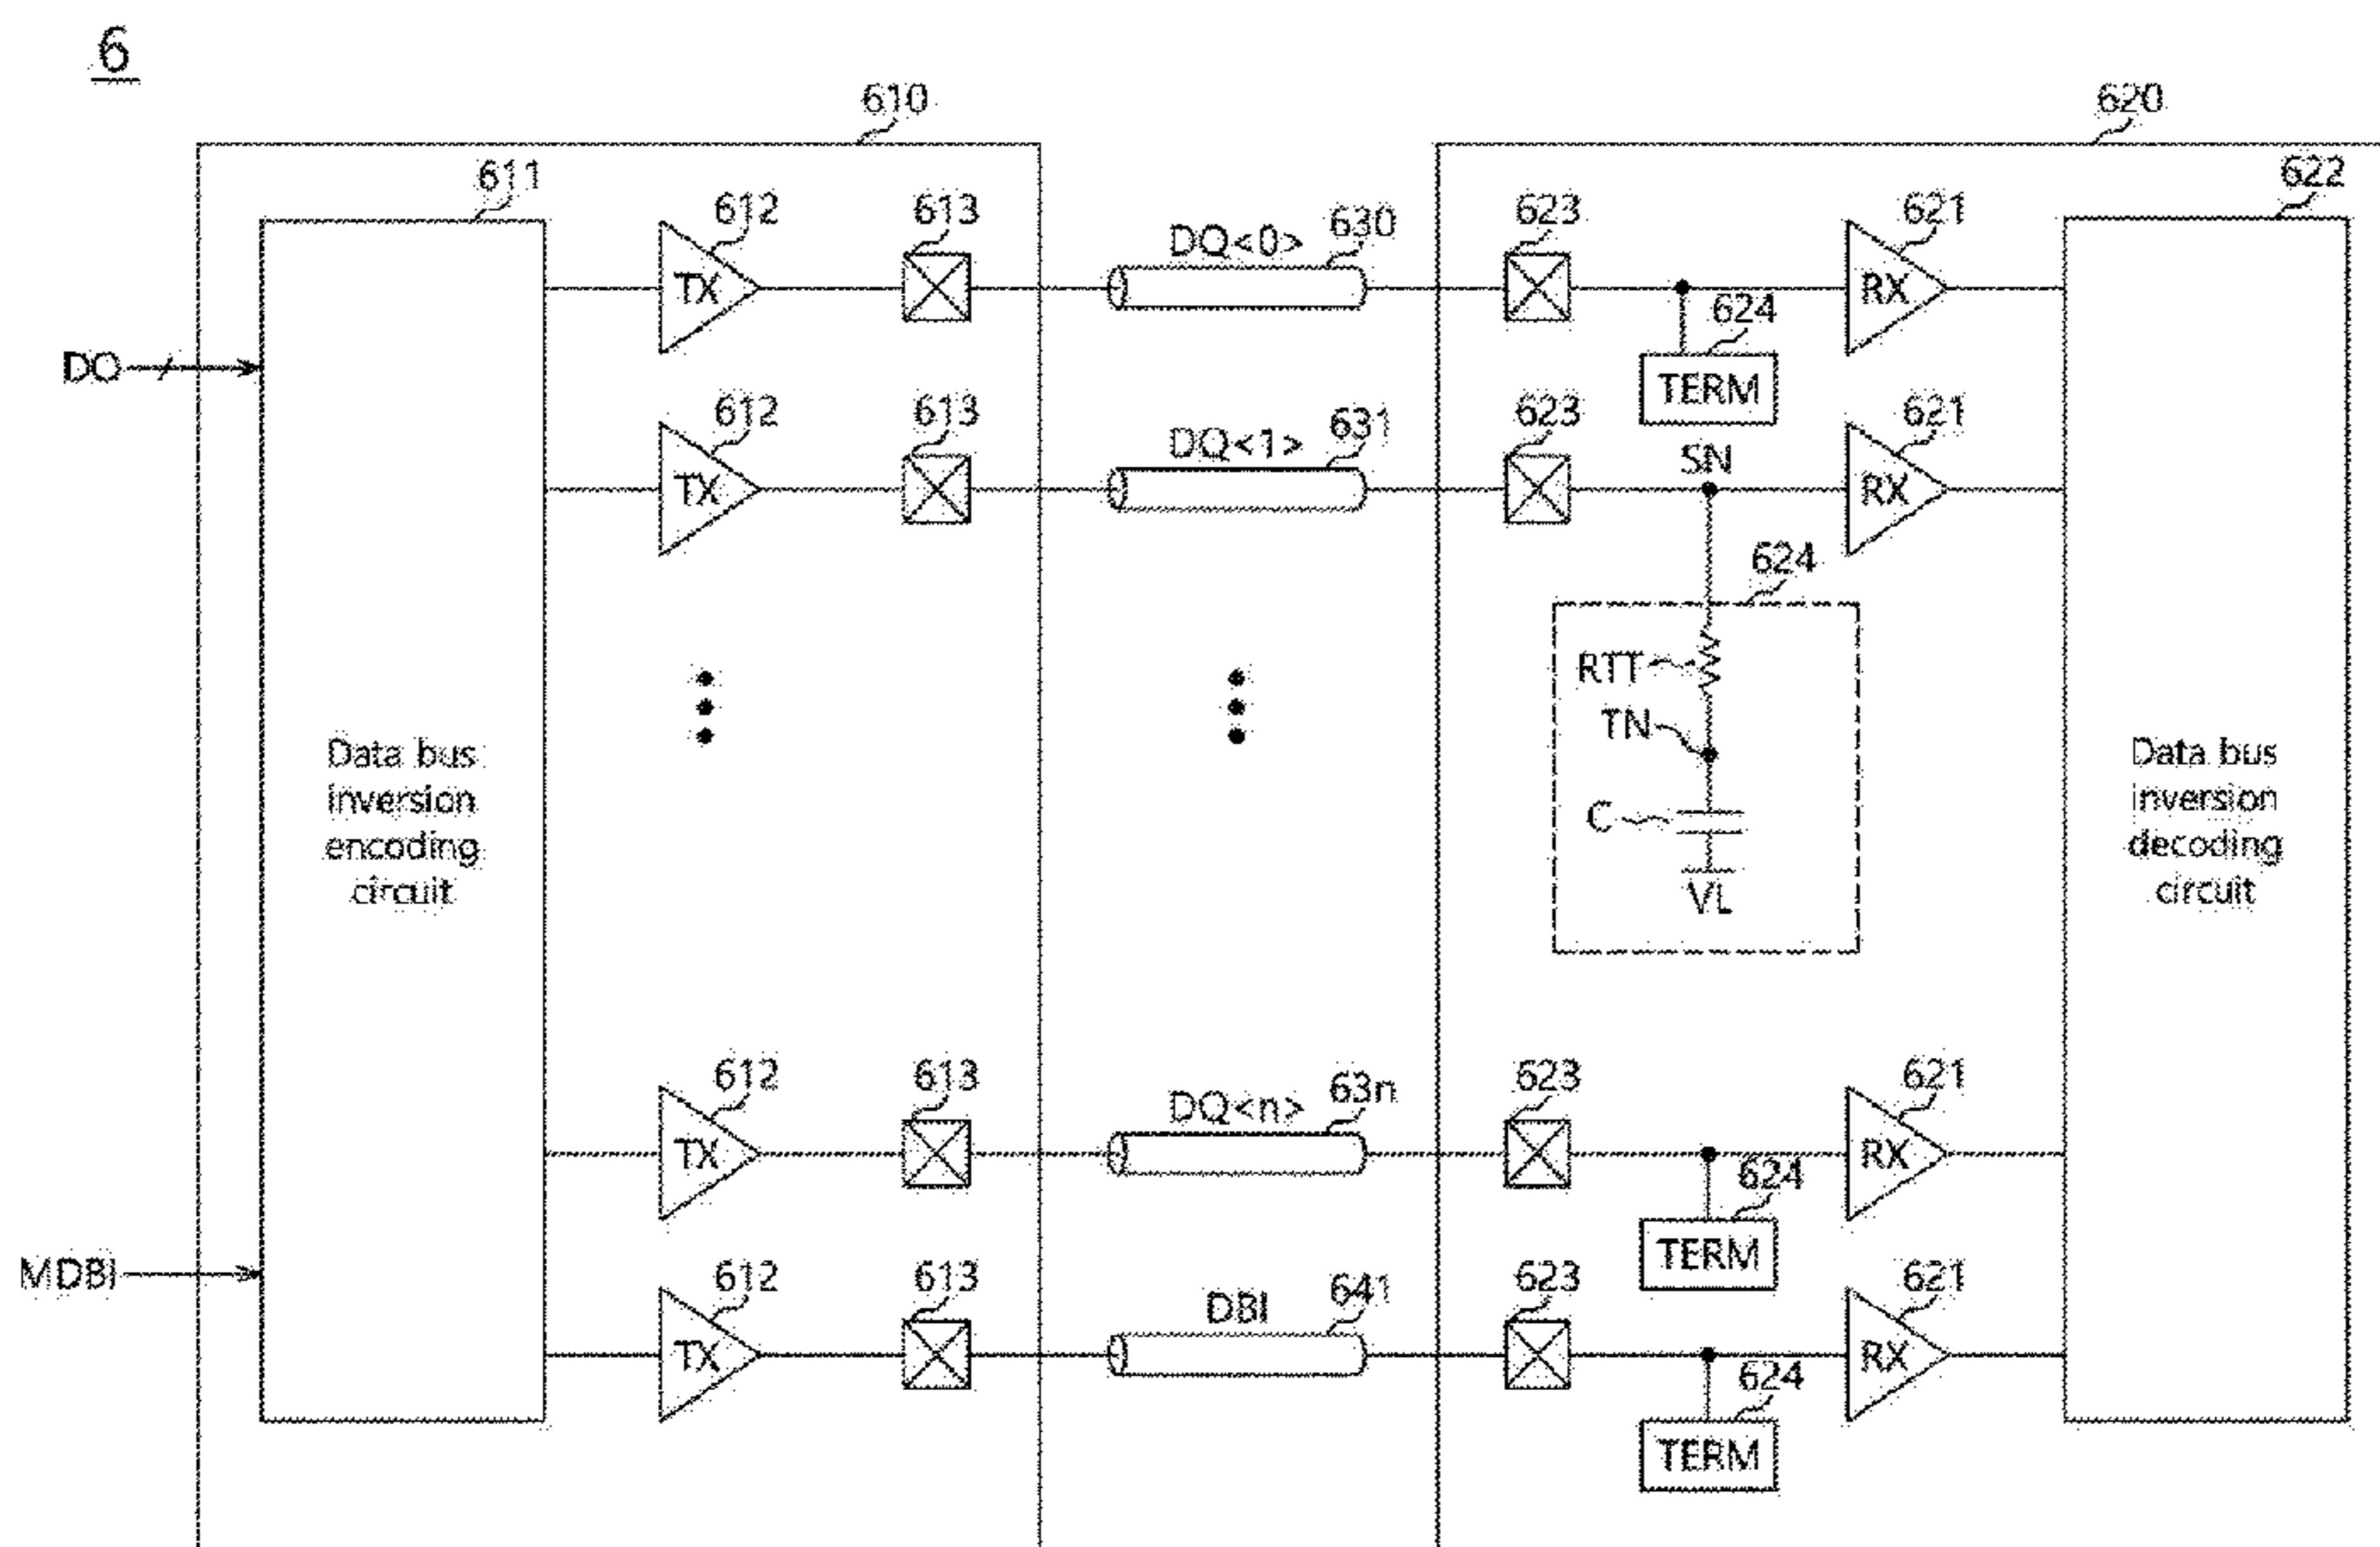 6
610
620
611
622
612
613
DQ<0>
630
623
621
TX
RX
624
DO
TERM
612
613
DQ<1>
631
623
621
SN
TX
RX
624
RTT
TN
C
VL
Data bus
inversion
encoding
circuit
Data bus
inversion
decoding
circuit
612
613
DQ<n>
63n
623
621
TX
RX
624
TERM
MDBI
612
613
DBI
641
623
621
TX
RX
624
TERM